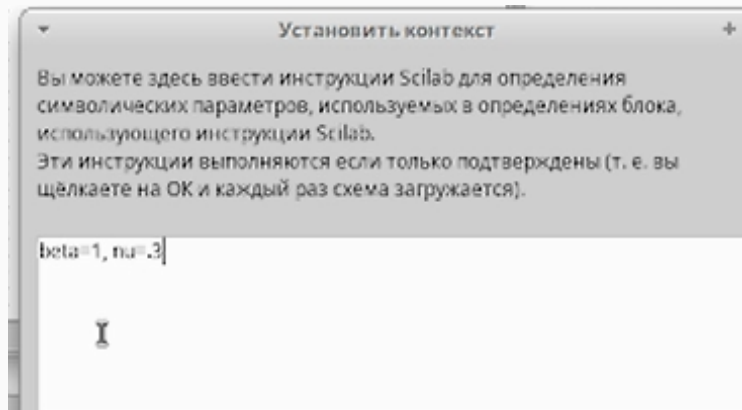 Установить контекст
Вы можете здесь ввести инструкции Scilab для определения
символических параметров, используемых в определениях блока,
использующего инструкции Scilab.
Эти инструкции выполняются если только подтверждены (т. е. вы
щёлкаете на ОК и каждый раз схема загружается).
beta=1, nu=.3